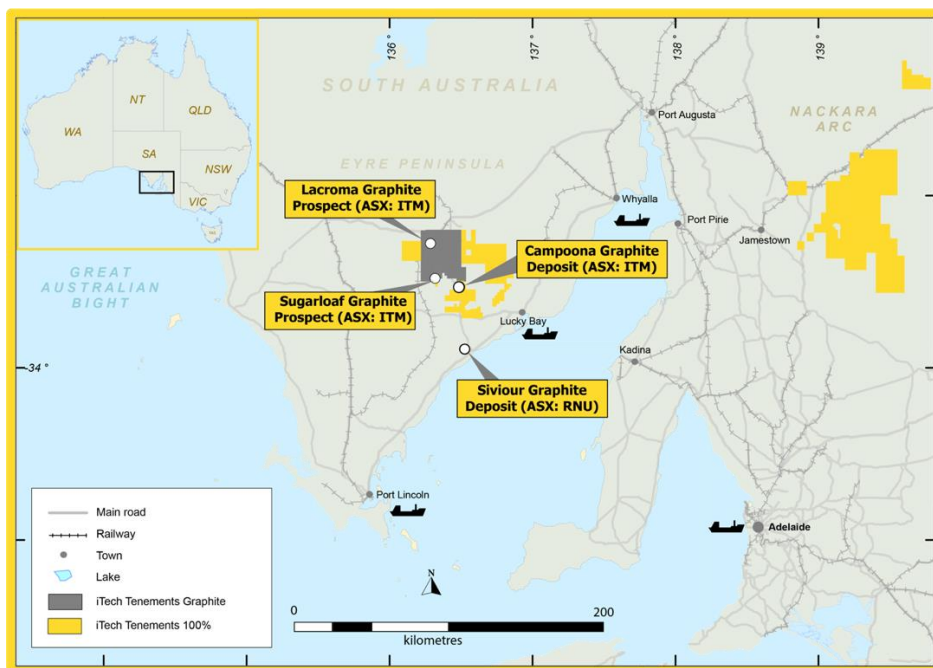 136
°
137
138
139
°
NT
QLD
WA
SA
NSW
VIC
SOUTH AUSTRALIA
NACKARA
ARC
Port Augusta
EYRE PENINSULA
Lacroma Graphite
Prospect (ASX: ITM)
Whyalla
Port Pirie
Jamestown
Campoona Graphite
Deposit (ASX: ITM)
GREAT
AUSTRALIAN
BIGHT
Sugarloaf Graphite
Prospect (ASX: ITM)
Lucky Bay
Kadina
-34 °
Siviour Graphite
Deposit (ASX: RNU)
Port Lincoln
Adelaide
Main road
Railway
Town
Lake
iTech Tenements Graphite
iTech Tenements 100%
N
0
200
kilometres